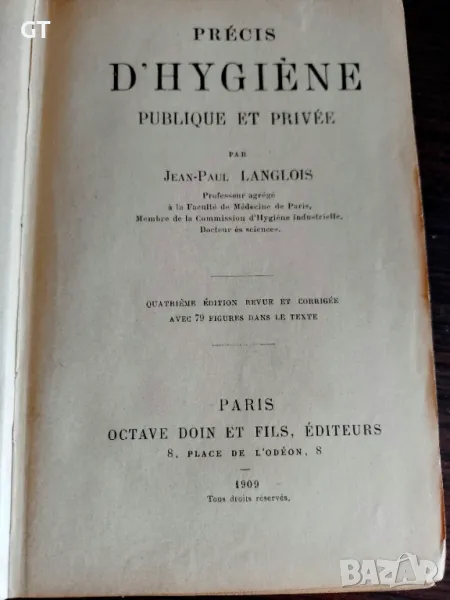 GT
PRÉCIS
D'HYGIÈNE
PUBLIQUE ET PRIVÉE
PAR
JEAN-PAUL LANGLOIS
Professeur agrégé
à la Faculté de Médecine de Paris,
Membre de la Commission d'Hygiène industrielle,
Docteur ès sciences.
QUATRIÈME ÉDITION REVUE ET CORRIGÉE
AVEC 79 FIGURES DANS LE TEXTE
PARIS
OCTAVE DOIN ET FILS, ÉDITEURS
8, PLACE DE L'ODÉON, 8
1909
Tous droits réservés.
BAZAR